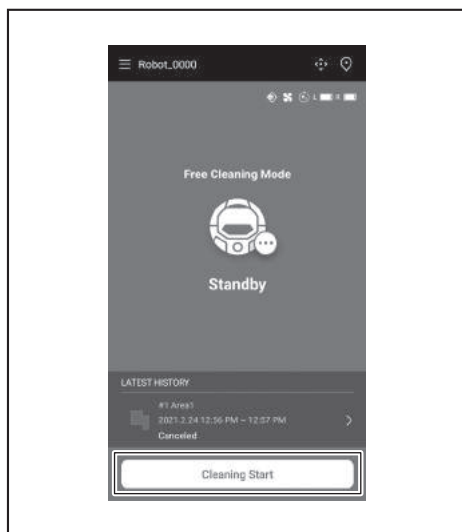 Robot_0000
L R
Free Cleaning Mode
Standby
LATEST HISTORY
#1 Area1
2021.2.24 12:56 PM ~ 12:57 PM
Canceled
Cleaning Start